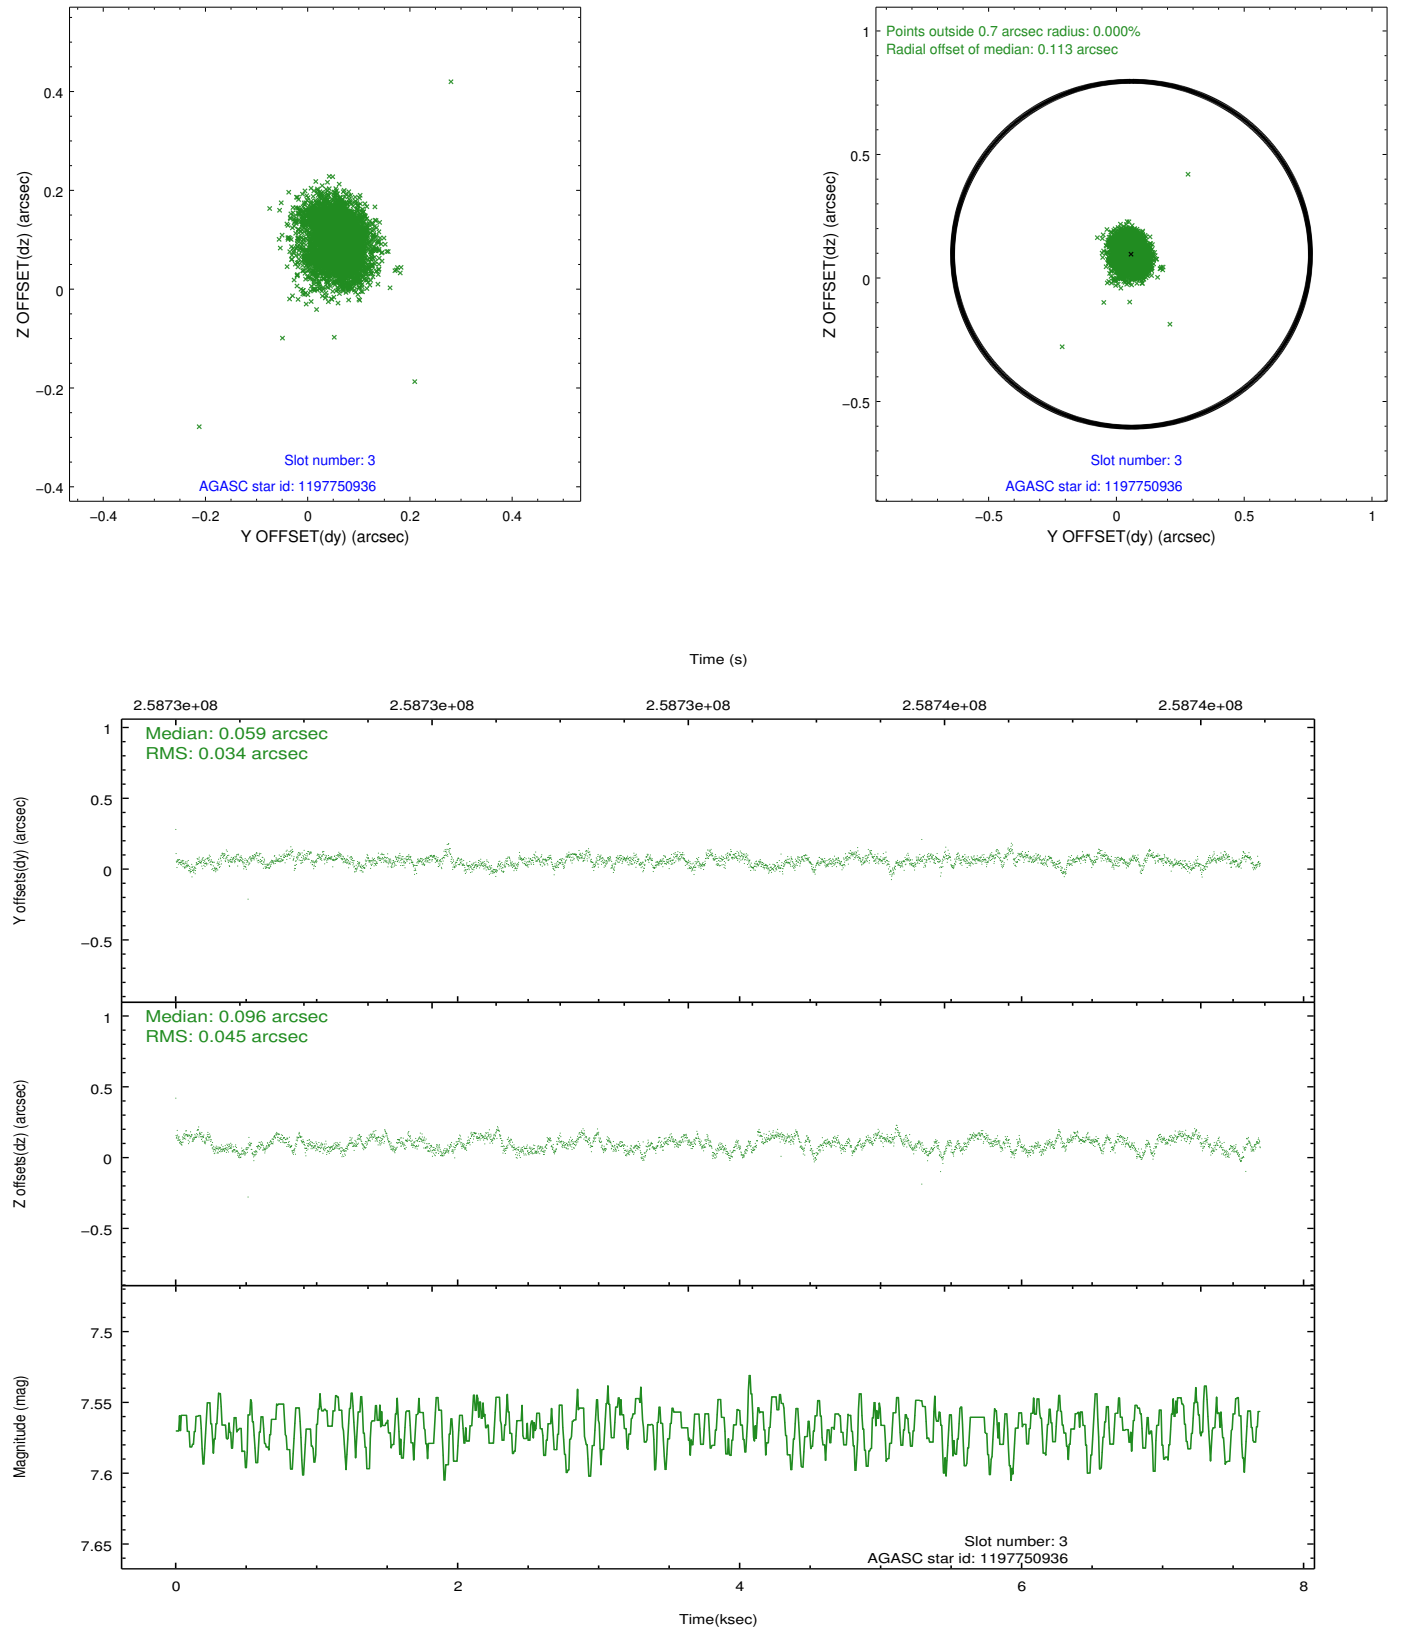 0.4
0.2
0
−0.2
−0.4
Z OFFSET(dz) (arcsec)
Slot number: 3
AGASC star id: 1197750936
−0.4 −0.2 0 0.2 0.4
Y OFFSET(dy) (arcsec)
Points outside 0.7 arcsec radius: 0.000%
Radial offset of median: 0.113 arcsec
1
0.5
0
−0.5
Z OFFSET(dz) (arcsec)
Slot number: 3
AGASC star id: 1197750936
−0.5 0 0.5 1
Y OFFSET(dy) (arcsec)
Time (s)
2.5873e+08 2.5873e+08 2.5873e+08 2.5874e+08 2.5874e+08
Median: 0.059 arcsec
RMS: 0.034 arcsec
1
0.5
0
−0.5
Y offsets(dy) (arcsec)
Median: 0.096 arcsec
RMS: 0.045 arcsec
1
0.5
0
−0.5
Z offsets(dz) (arcsec)
7.5
7.55
7.6
7.65
Magnitude (mag)
Slot number: 3
AGASC star id: 1197750936
0 2 4 6 8
Time(ksec)